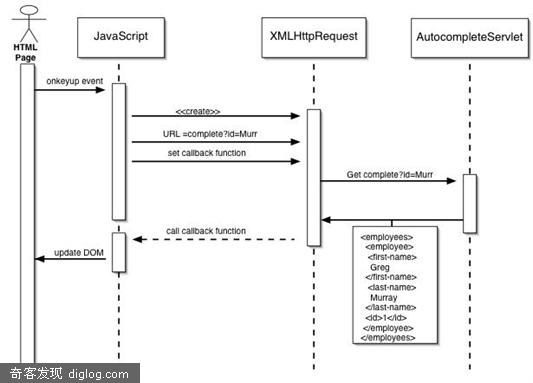 HTML
Page
JavaScript
XMLHttpRequest
AutocompleteServlet
onkeyup event
<<create>>
URL =complete?id=Murr
set callback function
Get complete?id=Murr
call callback function
update DOM
<employees>
<employee>
<first-name>
Greg
</first-name>
<last-name>
Murray
</last-name>
<id>1</id>
</employee>
</employees>
奇客发现 diglog.com